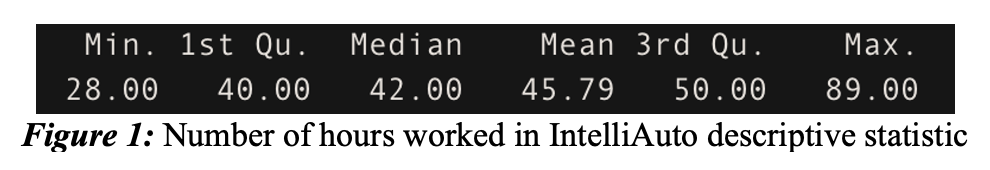 Min. 1st Qu. Median Mean 3rd Qu. Max.
28.00 40.00 42.00 45.79 50.00 89.00
Figure 1: Number of hours worked in IntelliAuto descriptive statistic